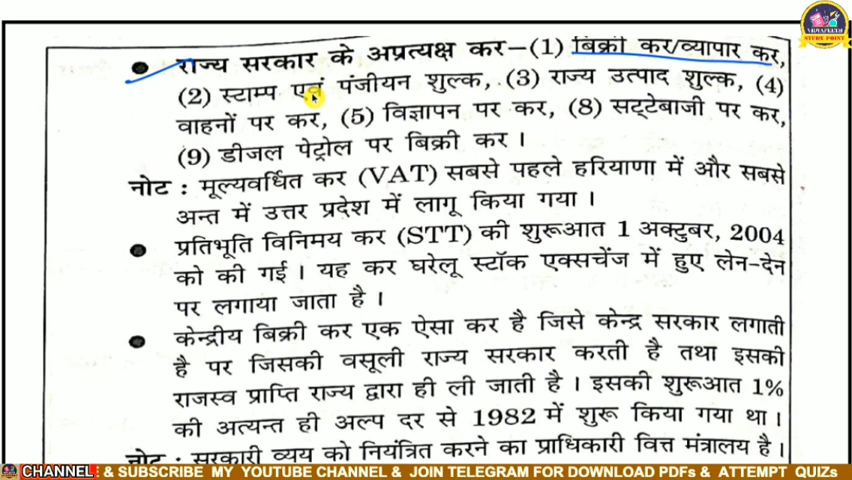 राज्य सरकार के अप्रत्यक्ष कर–(1) बिक्री कर/व्यापार कर,
(2) स्टाम्प एवं पंजीयन शुल्क, (3) राज्य उत्पाद शुल्क, (4)
वाहनों पर कर, (5) विज्ञापन पर कर, (8) सट्टेबाजी पर कर,
(9) डीजल पेट्रोल पर बिक्री कर।
नोट : मूल्यवर्धित कर (VAT) सबसे पहले हरियाणा में और सबसे
अन्त में उत्तर प्रदेश में लागू किया गया।
प्रतिभूति विनिमय कर (STT) की शुरूआत 1 अक्टुबर, 2004
को की गई। यह कर घरेलू स्टॉक एक्सचेंज में हुए लेन-देन
पर लगाया जाता है।
केन्द्रीय बिक्री कर एक ऐसा कर है जिसे केन्द्र सरकार लगाती
है पर जिसकी वसूली राज्य सरकार करती है तथा इसकी
राजस्व प्राप्ति राज्य द्वारा ही ली जाती है। इसकी शुरूआत 1%
की अत्यन्त ही अल्प दर से 1982 में शुरू किया गया था।
नोट : सरकारी व्यय को नियंत्रित करने का प्राधिकारी वित्त मंत्रालय है।
STUDY POINT
CHANNEL E & SUBSCRIBE MY YOUTUBE CHANNEL & JOIN TELEGRAM FOR DOWNLOAD PDFs & ATTEMPT QUIZs